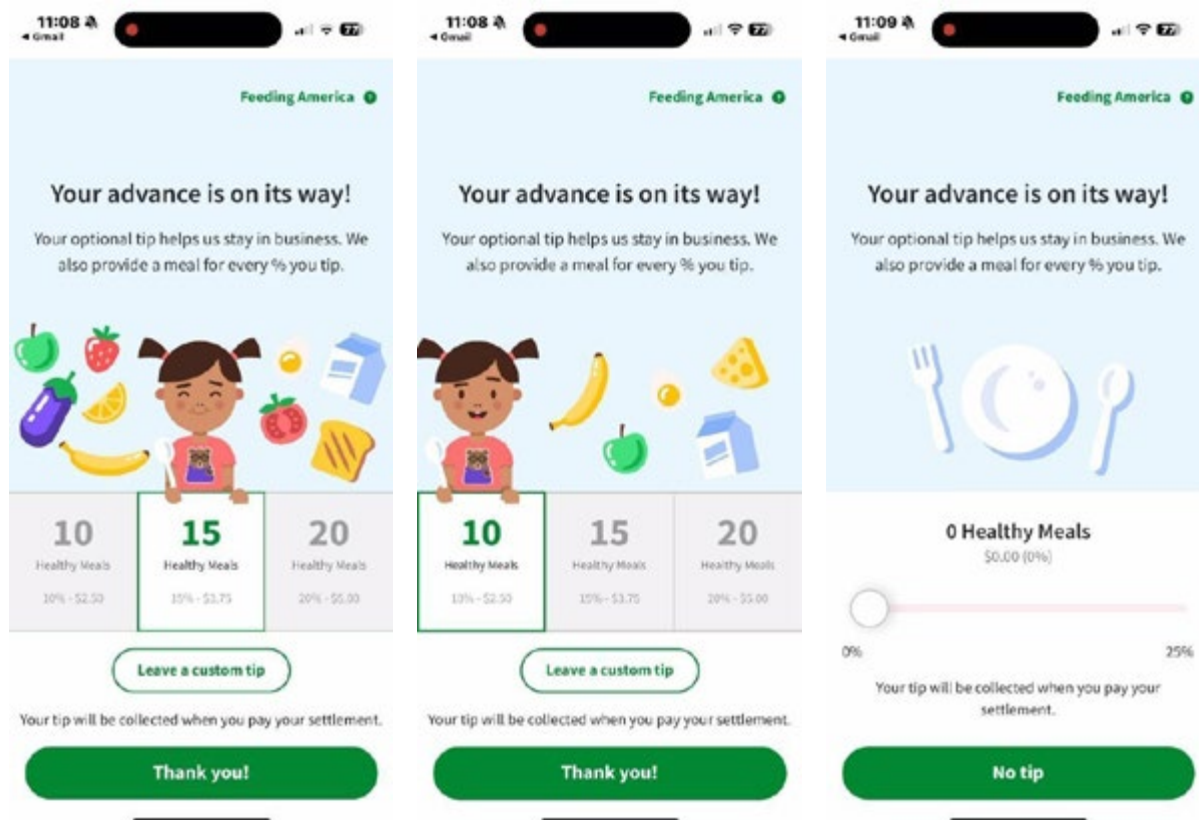 11:08
◄ Gmail
77
Feeding America ?
Your advance is on its way!
Your optional tip helps us stay in business. We
also provide a meal for every % you tip.
10
Healthy Meals
10% - $2.50
15
Healthy Meals
15% - $3.75
20
Healthy Meals
20% - $5.00
Leave a custom tip
Your tip will be collected when you pay your settlement.
Thank you!
11:08
◄ Gmail
77
Feeding America ?
Your advance is on its way!
Your optional tip helps us stay in business. We
also provide a meal for every % you tip.
10
Healthy Meals
10% - $2.50
15
Healthy Meals
15% - $3.75
20
Healthy Meals
20% - $5.00
Leave a custom tip
Your tip will be collected when you pay your settlement.
Thank you!
11:09
◄ Gmail
77
Feeding America ?
Your advance is on its way!
Your optional tip helps us stay in business. We
also provide a meal for every % you tip.
0 Healthy Meals
$0.00 (0%)
0%
25%
Your tip will be collected when you pay your
settlement.
No tip